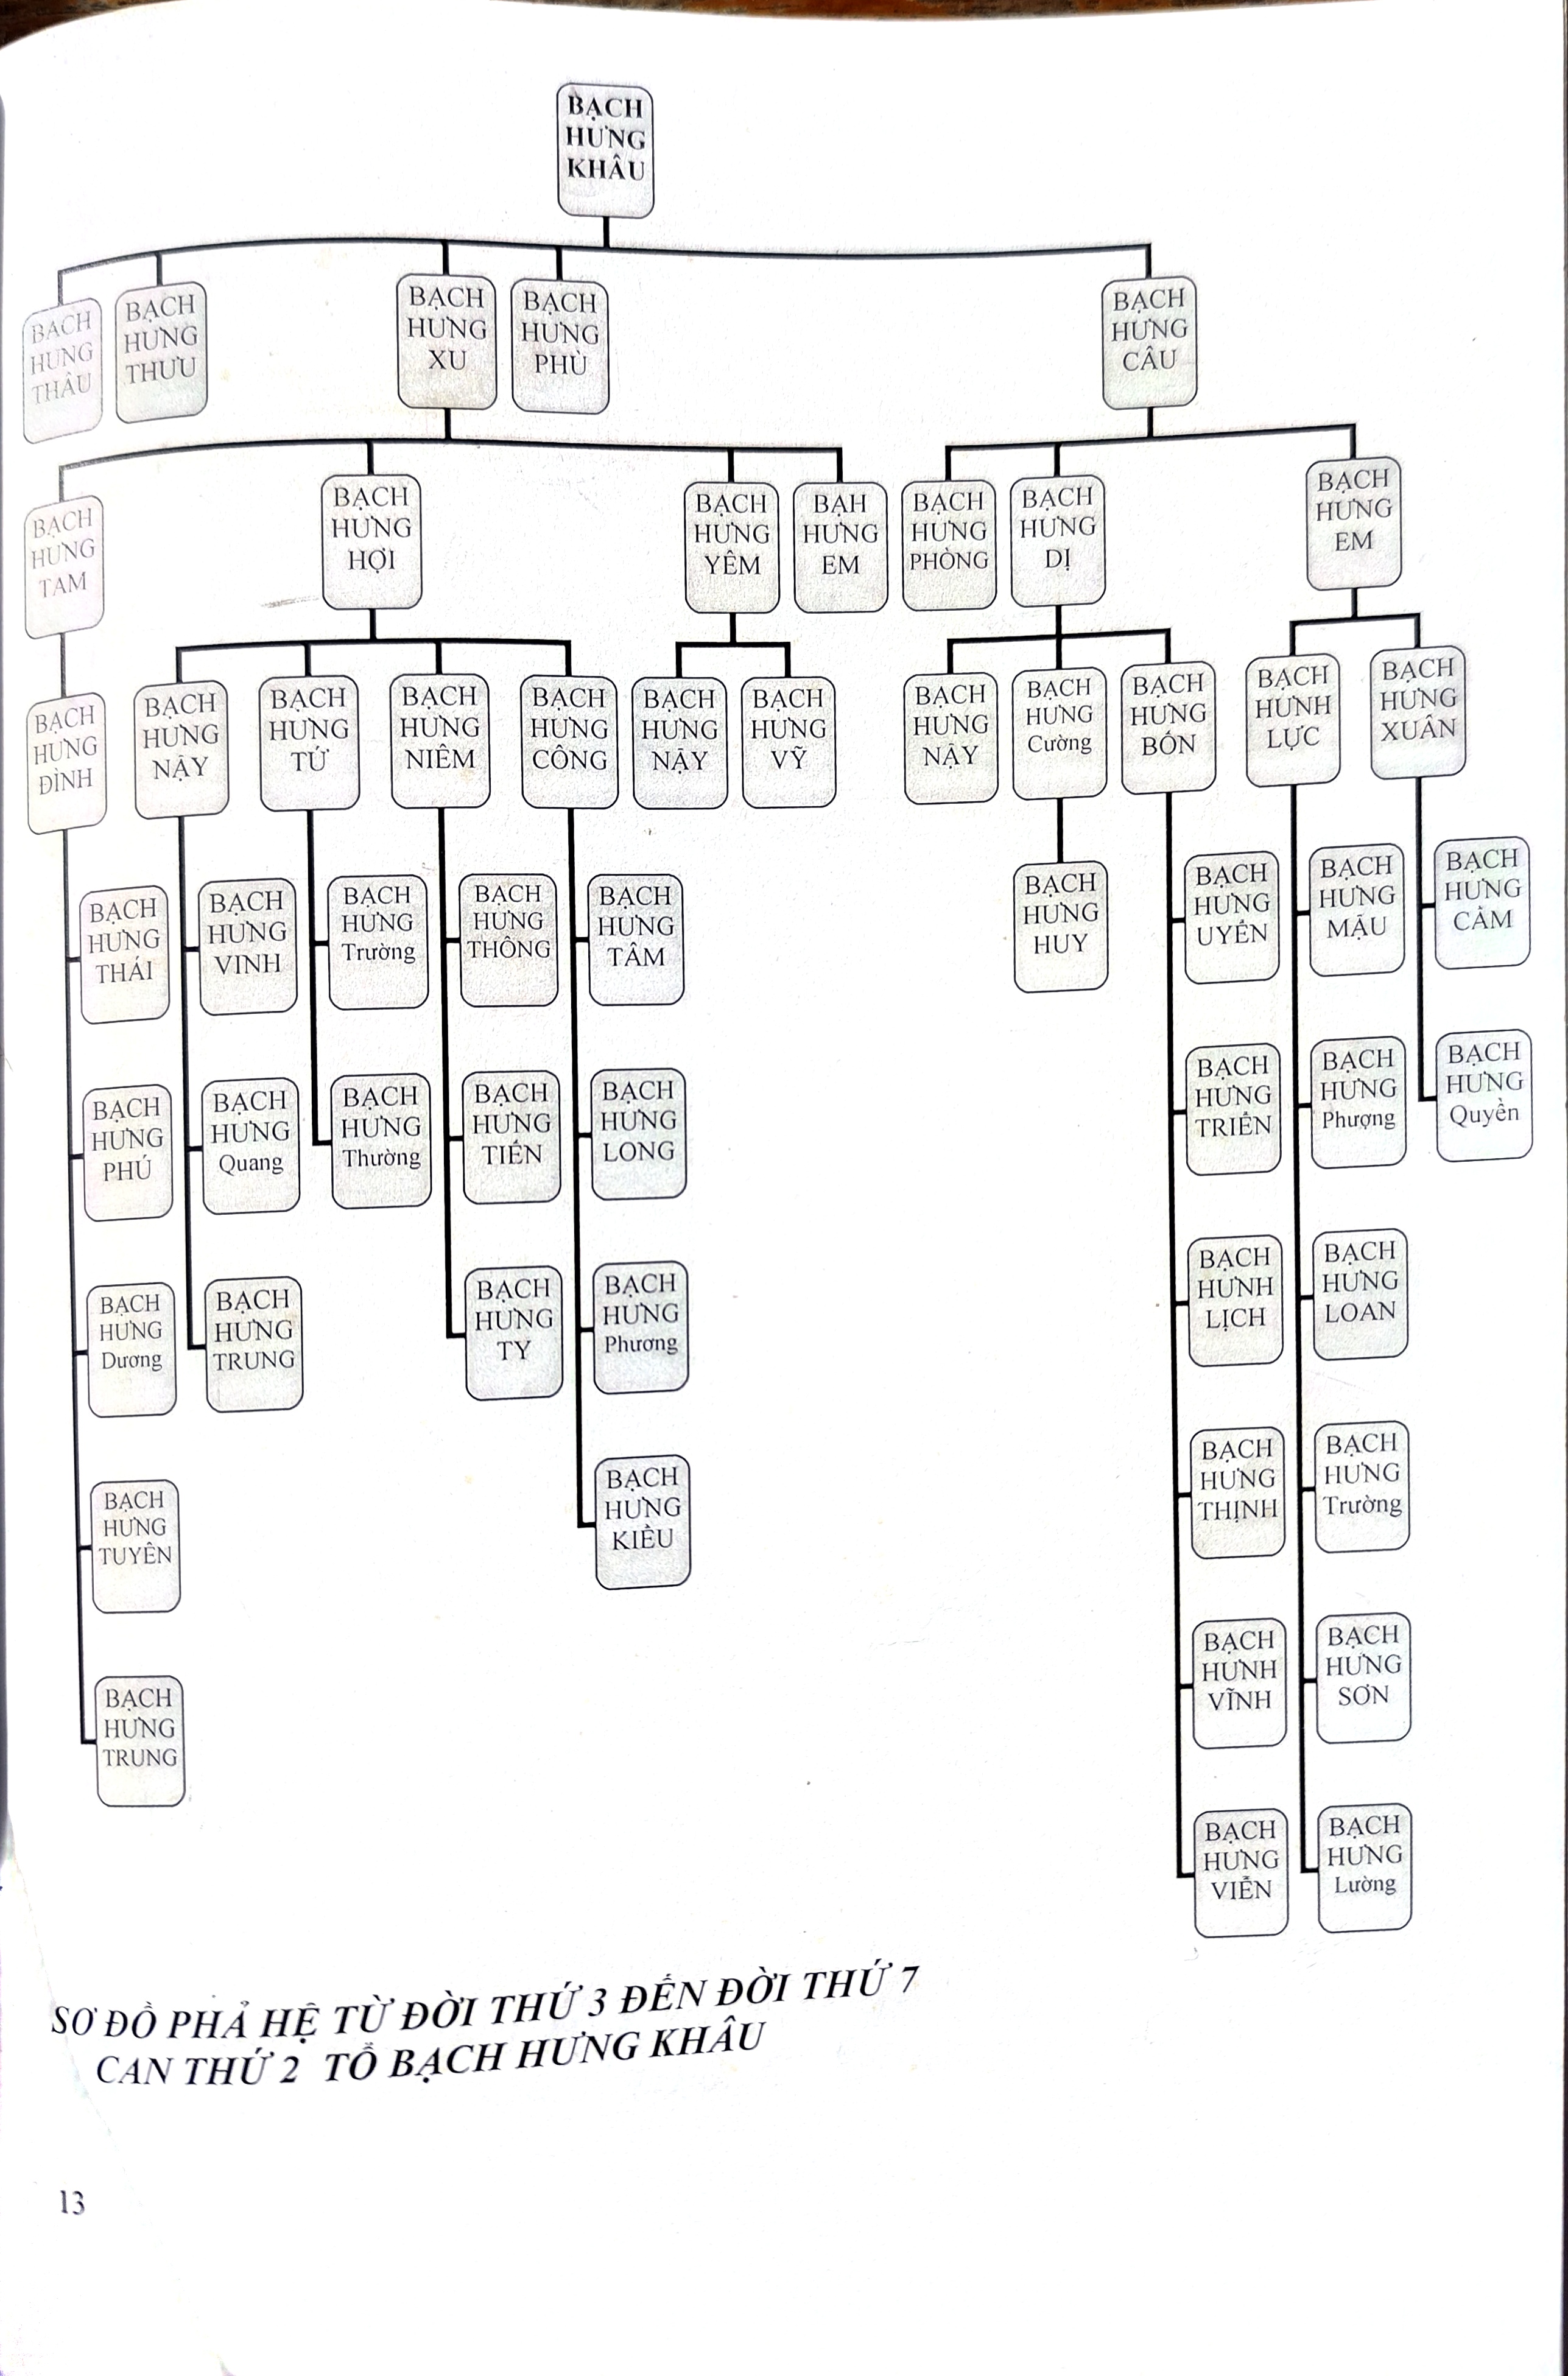 BẠCH
HƯNG
KHÂU
BẠCH
HƯNG
THÂU
BẠCH
HƯNG
THƯU
BẠCH
HƯNG
XU
BẠCH
HƯNG
PHÙ
BẠCH
HƯNG
CÂU
BẠCH
HƯNG
TAM
BẠCH
HƯNG
HỢI
BẠCH
HƯNG
YÊM
BẠH
HƯNG
EM
BẠCH
HƯNG
PHÒNG
BẠCH
HƯNG
DỊ
BẠCH
HƯNG
EM
BẠCH
HƯNG
ĐÌNH
BẠCH
HƯNG
NẬY
BẠCH
HƯNG
TỨ
BẠCH
HƯNG
NIÊM
BẠCH
HƯNG
CÔNG
BẠCH
HƯNG
NẬY
BẠCH
HƯNG
VỸ
BẠCH
HƯNG
NẬY
BẠCH
HƯNG
Cường
BẠCH
HƯNG
BỐN
BẠCH
HƯNH
LỰC
BẠCH
HƯNG
XUÂN
BẠCH
HƯNG
THÁI
BẠCH
HƯNG
VINH
BẠCH
HƯNG
Trường
BẠCH
HƯNG
THÔNG
BẠCH
HƯNG
TÂM
BẠCH
HƯNG
HUY
BẠCH
HƯNG
UYÊN
BẠCH
HƯNG
MẬU
BẠCH
HƯNG
CẦM
BẠCH
HƯNG
PHÚ
BẠCH
HƯNG
Quang
BẠCH
HƯNG
Thường
BẠCH
HƯNG
TIẾN
BẠCH
HƯNG
LONG
BẠCH
HƯNG
TRIỂN
BẠCH
HƯNG
Phượng
BẠCH
HƯNG
Quyền
BẠCH
HƯNG
Dương
BẠCH
HƯNG
TRUNG
BẠCH
HƯNG
TY
BẠCH
HƯNG
Phương
BẠCH
HƯNH
LỊCH
BẠCH
HƯNG
LOAN
BẠCH
HƯNG
TUYÊN
BẠCH
HƯNG
KIỀU
BẠCH
HƯNG
THỊNH
BẠCH
HƯNG
Trường
BẠCH
HƯNG
TRUNG
BẠCH
HƯNH
VĨNH
BẠCH
HƯNG
SƠN
BẠCH
HƯNG
VIỄN
BẠCH
HƯNG
Lường
SƠ ĐỒ PHẢ HỆ TỪ ĐỜI THỨ 3 ĐẾN ĐỜI THỨ 7
CAN THỨ 2 TỔ BẠCH HƯNG KHÂU
13